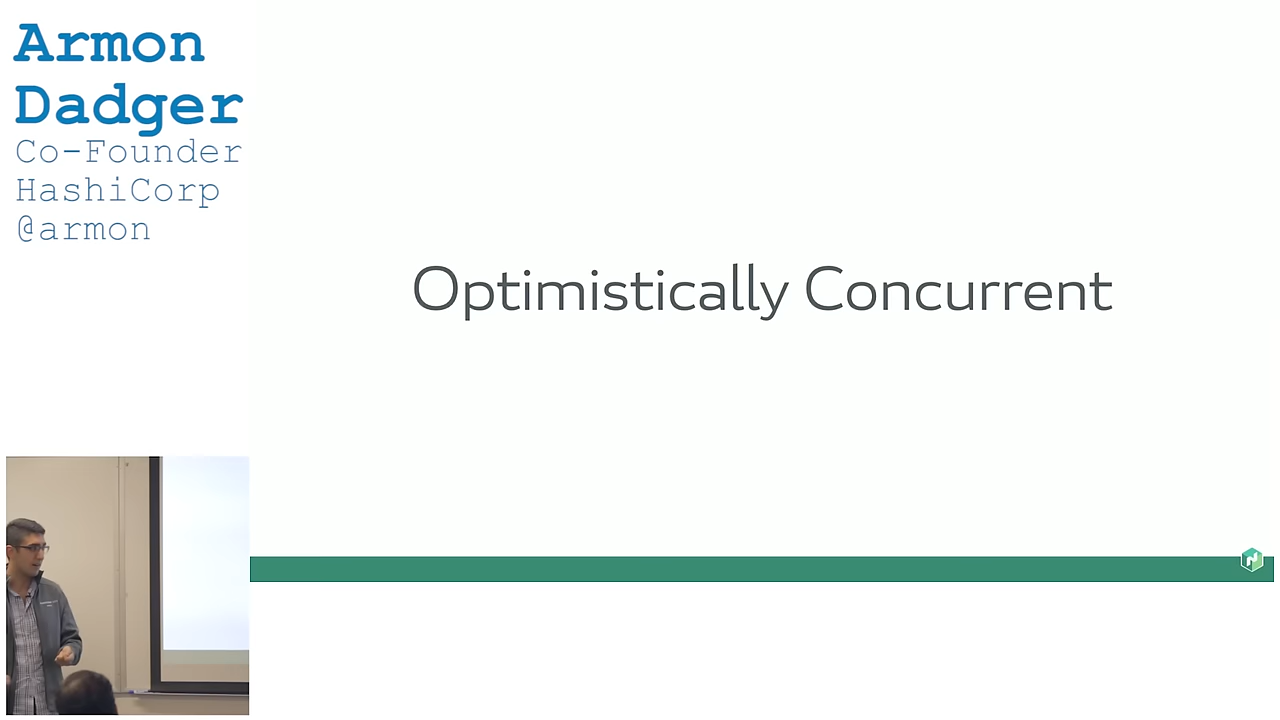 Armon
Dadger
Co-Founder
HashiCorp
@armon
Optimistically Concurrent